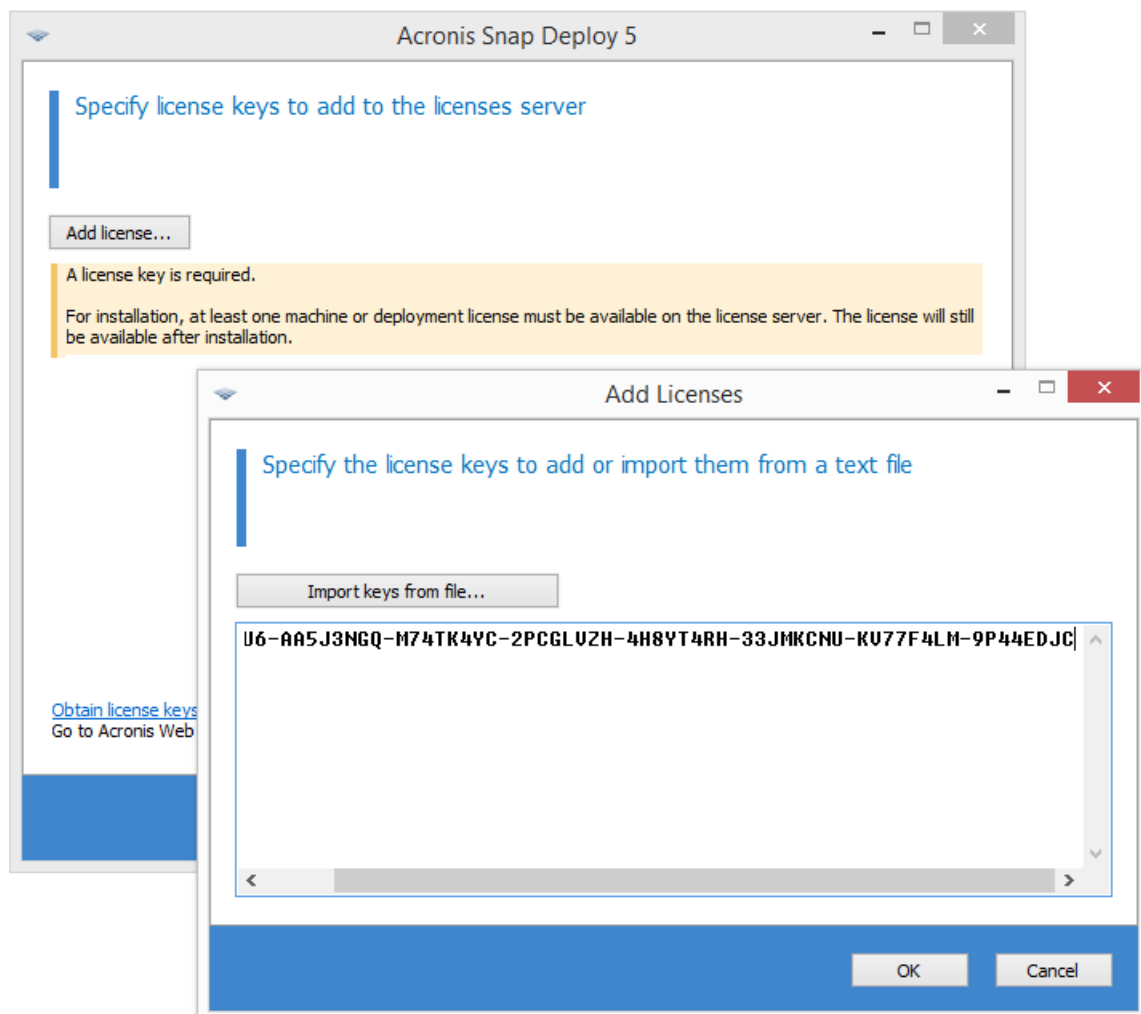 Acronis Snap Deploy 5
Specify license keys to add to the licenses server
Add license...
A license key is required.
For installation, at least one machine or deployment license must be available on the license server. The license will still
be available after installation.
Obtain license keys
Go to Acronis Web
Add Licenses
Specify the license keys to add or import them from a text file
Import keys from file...
U6-AA5J3NGQ-M74TK4YC-2PCGLVZH-4H8YT4RH-33JMKCNU-KV77F4LM-9P44EDJC
OK
Cancel